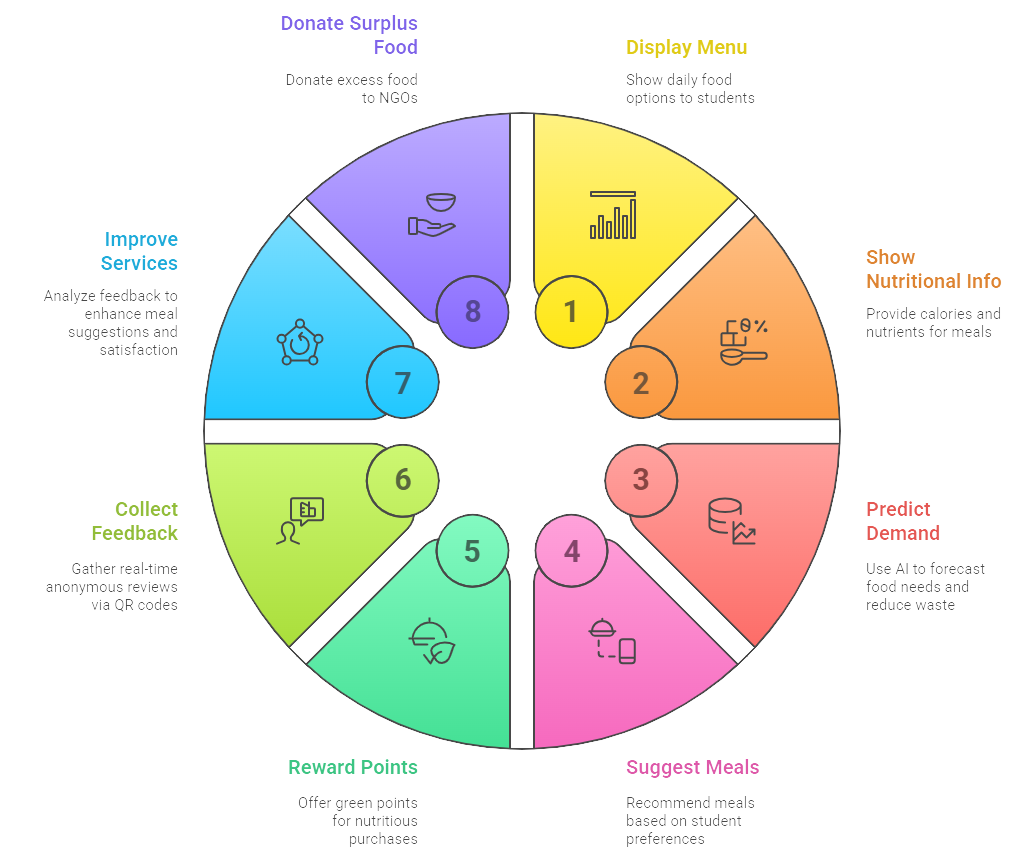 Donate Surplus
Food
Donate excess food
to NGOs
Display Menu
Show daily food
options to students
Improve
Services
Analyze feedback to
enhance meal
suggestions and
satisfaction
Show
Nutritional Info
Provide calories and
nutrients for meals
0%
8
1
7
2
6
3
5
4
Collect
Feedback
Gather real-time
anonymous reviews
via QR codes
Predict
Demand
Use AI to forecast
food needs and
reduce waste
Reward Points
Offer green points
for nutritious
purchases
Suggest Meals
Recommend meals
based on student
preferences